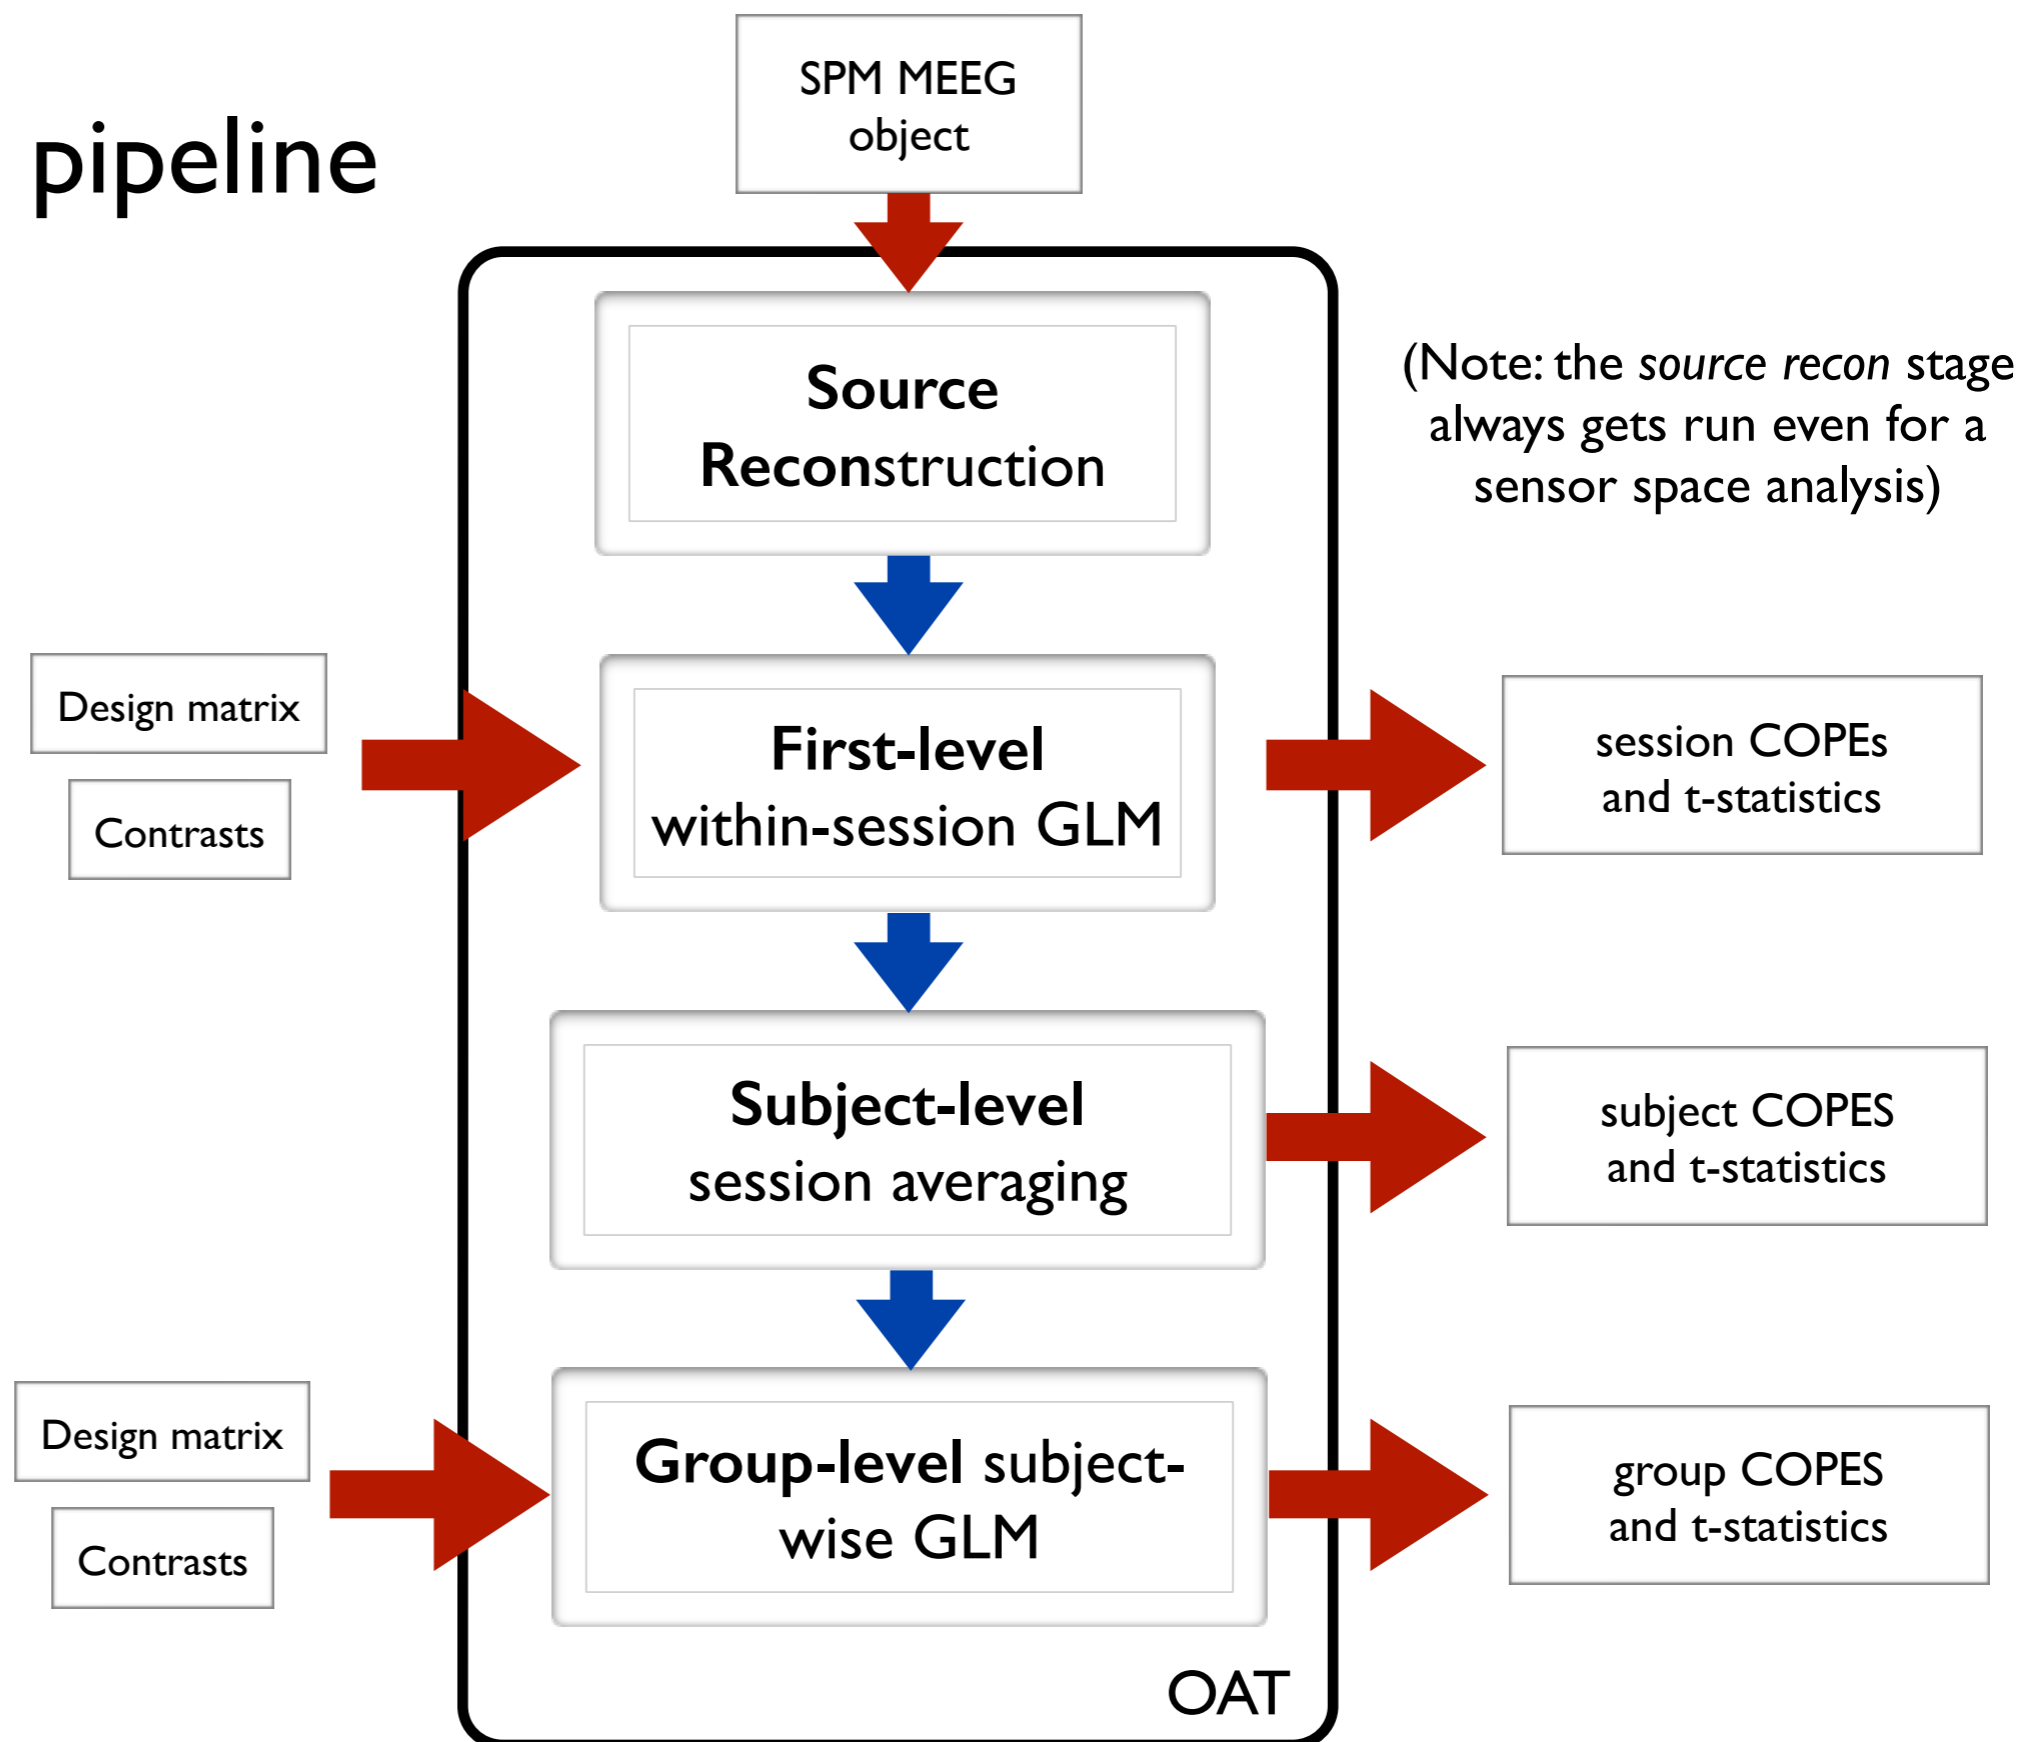 pipeline
SPM MEEG
object
Source
Reconstruction
(Note: the source recon stage
always gets run even for a
sensor space analysis)
Design matrix
Contrasts
First-level
within-session GLM
session COPEs
and t-statistics
Subject-level
session averaging
subject COPES
and t-statistics
Design matrix
Contrasts
Group-level subject-
wise GLM
group COPES
and t-statistics
OAT